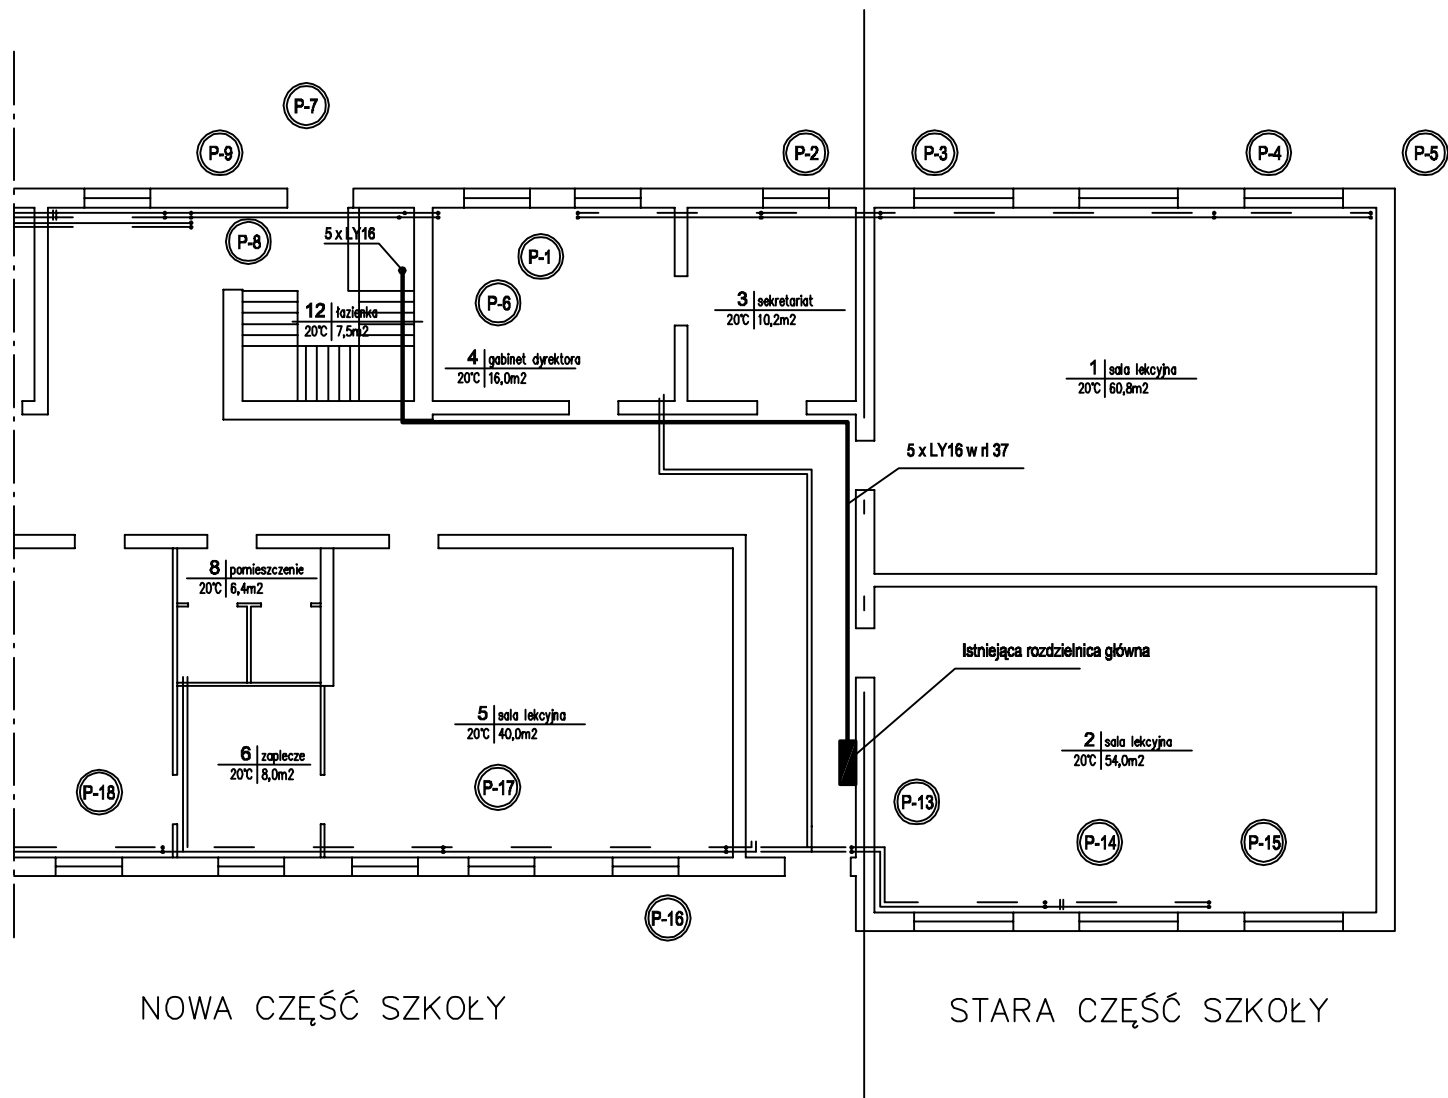 P-7
P-9
P-2
P-3
P-4
P-5
P-8
5 x LY16
P-1
P-6
12 łazienka
20°C 7,5m2
3 sekretariat
20°C 10,2m2
4 gabinet dyrektora
20°C 16,0m2
1 sala lekcyjna
20°C 60,8m2
5 x LY16 w rl 37
8 pomieszczenie
20°C 6,4m2
Istniejąca rozdzielnica główna
5 sala lekcyjna
20°C 40,0m2
6 zaplecze
20°C 8,0m2
2 sala lekcyjna
20°C 54,0m2
P-18
P-17
P-13
P-14
P-15
P-16
NOWA CZĘŚĆ SZKOŁY
STARA CZĘŚĆ SZKOŁY